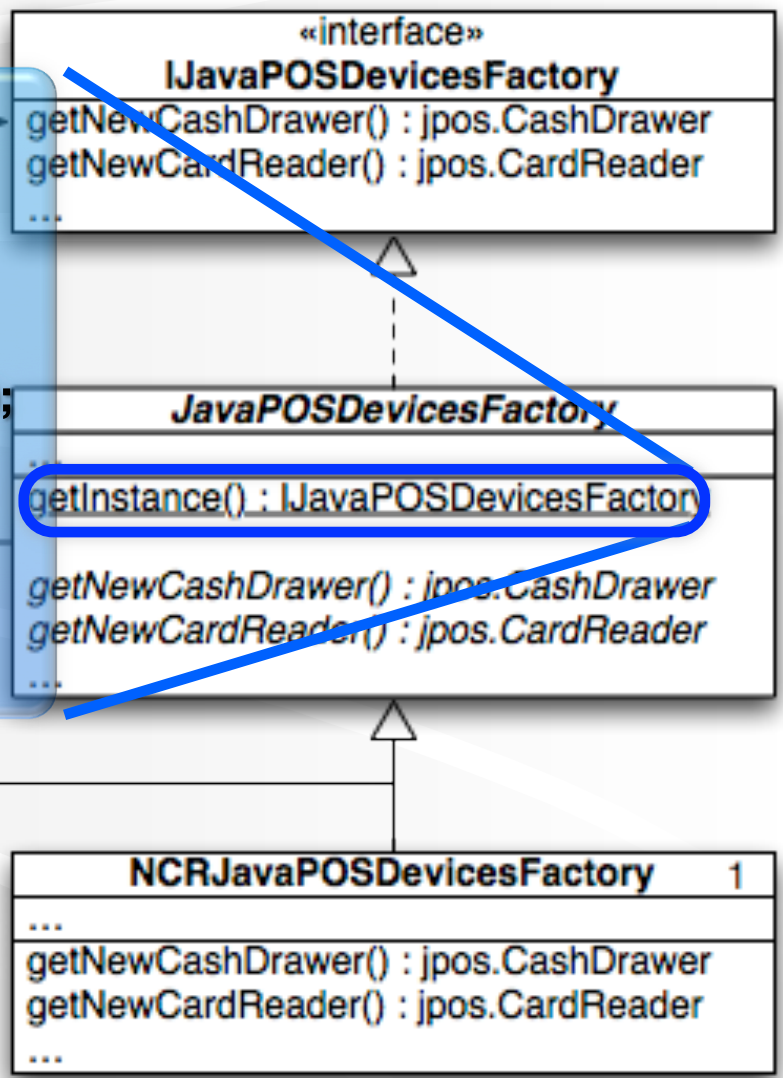 «interface»
IJavaPOSDevicesFactory
getNewCashDrawer() : jpos.CashDrawer
getNewCardReader() : jpos.CardReader
...
;
JavaPOSDevicesFactory
...
getInstance() : IJavaPOSDevicesFactory
getNewCashDrawer() : jpos.CashDrawer
getNewCardReader() : jpos.CardReader
...
NCRJavaPOSDevicesFactory 1
...
getNewCashDrawer() : jpos.CashDrawer
getNewCardReader() : jpos.CardReader
...